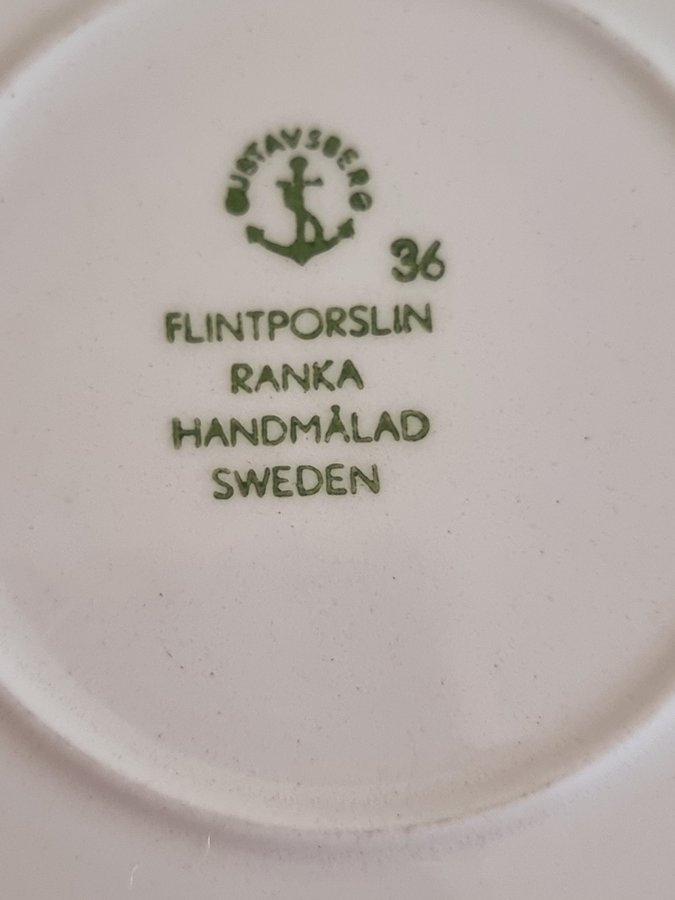 GUSTAVSBERG
36
FLINTPORSLIN
RANKA
HANDMÅLAD
SWEDEN